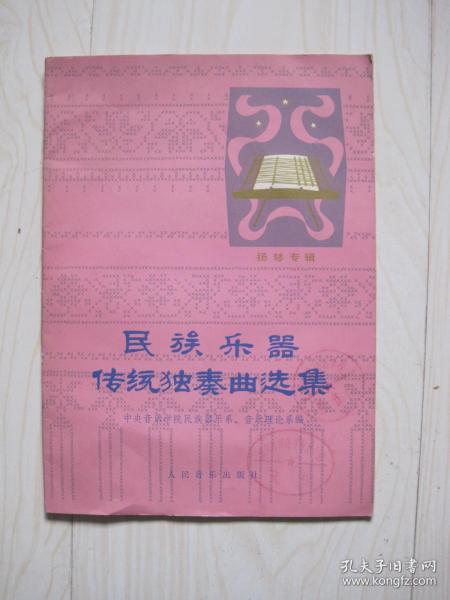 扬琴专辑
民族乐器
传统独奏曲选集
中央音乐学院民族器乐系、音乐理论系编
人民音乐出版社
孔夫子旧书网
www.kongfz.com